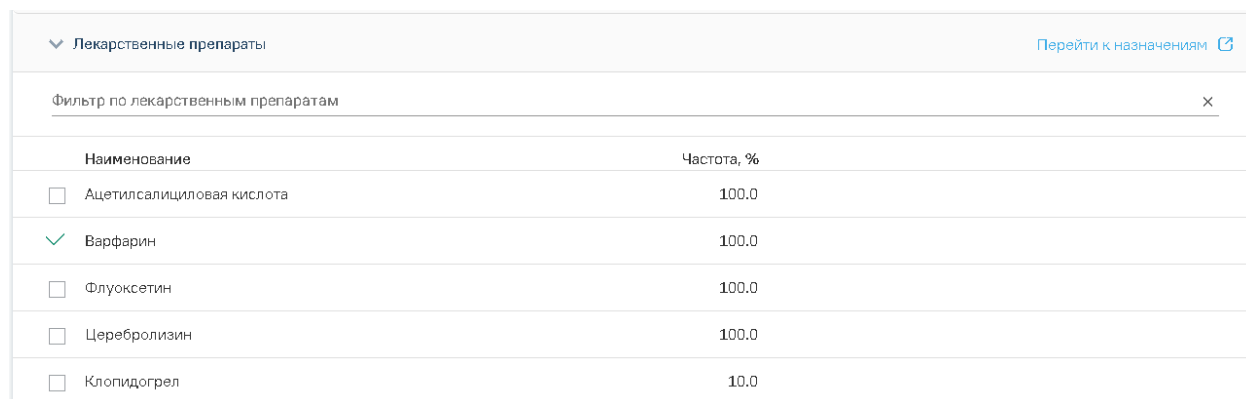 Лекарственные препараты Перейти к назначениям
Фильтр по лекарственным препаратам
Наименование Частота, %
Ацетилсалициловая кислота 100.0
Варфарин 100.0
Флуоксетин 100.0
Церебролизин 100.0
Клопидогрел 10.0